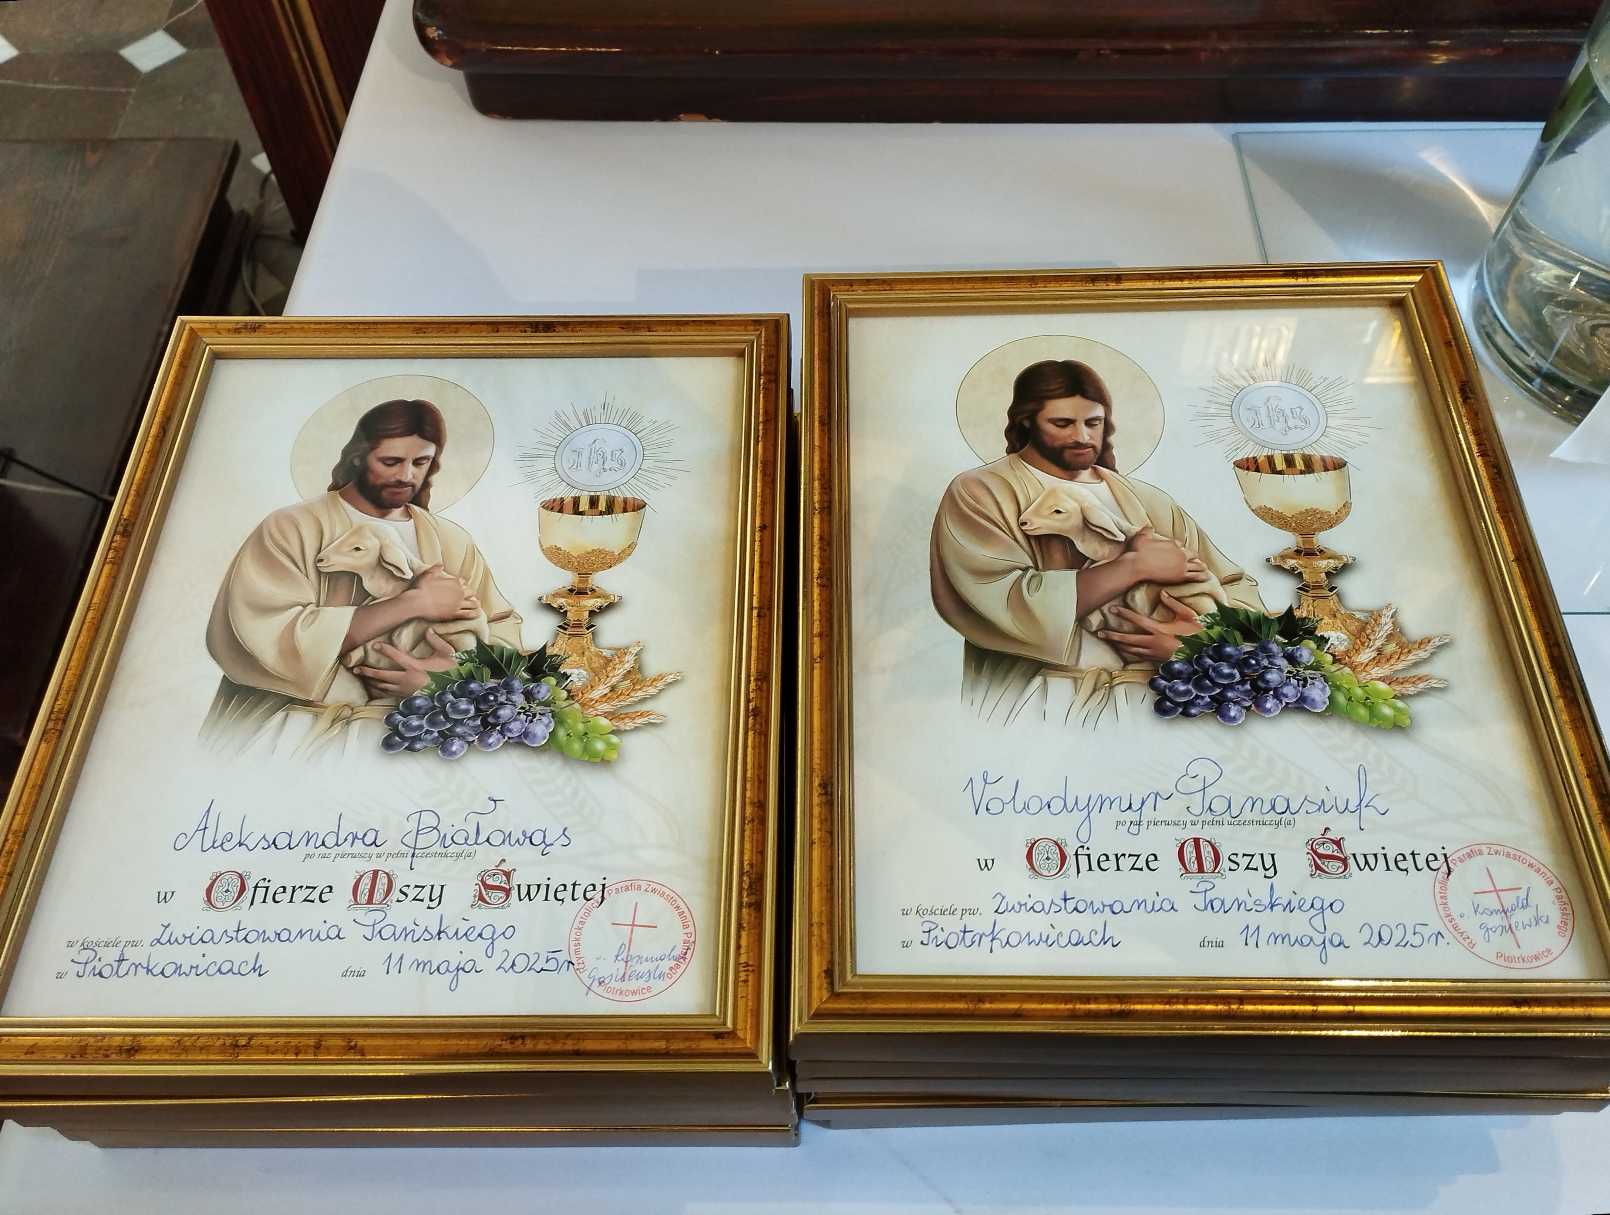 IHS
Aleksandra Białowąs
po raz pierwszy w pełni uczestniczył(a)
w Ofierze Mszy Świętej
w kościele pw. Zwiastowania Pańskiego
w Piotrkowicach dnia 11 maja 2025r.
Rzymskokatolicka Parafia Zwiastowania Pańskiego
Piotrkowice
IHS
Volodymyr Panasiuk
po raz pierwszy w pełni uczestniczył(a)
w Ofierze Mszy Świętej
w kościele pw. Zwiastowania Pańskiego
w Piotrkowicach dnia 11 maja 2025r.
Rzymskokatolicka Parafia Zwiastowania Pańskiego
Piotrkowice